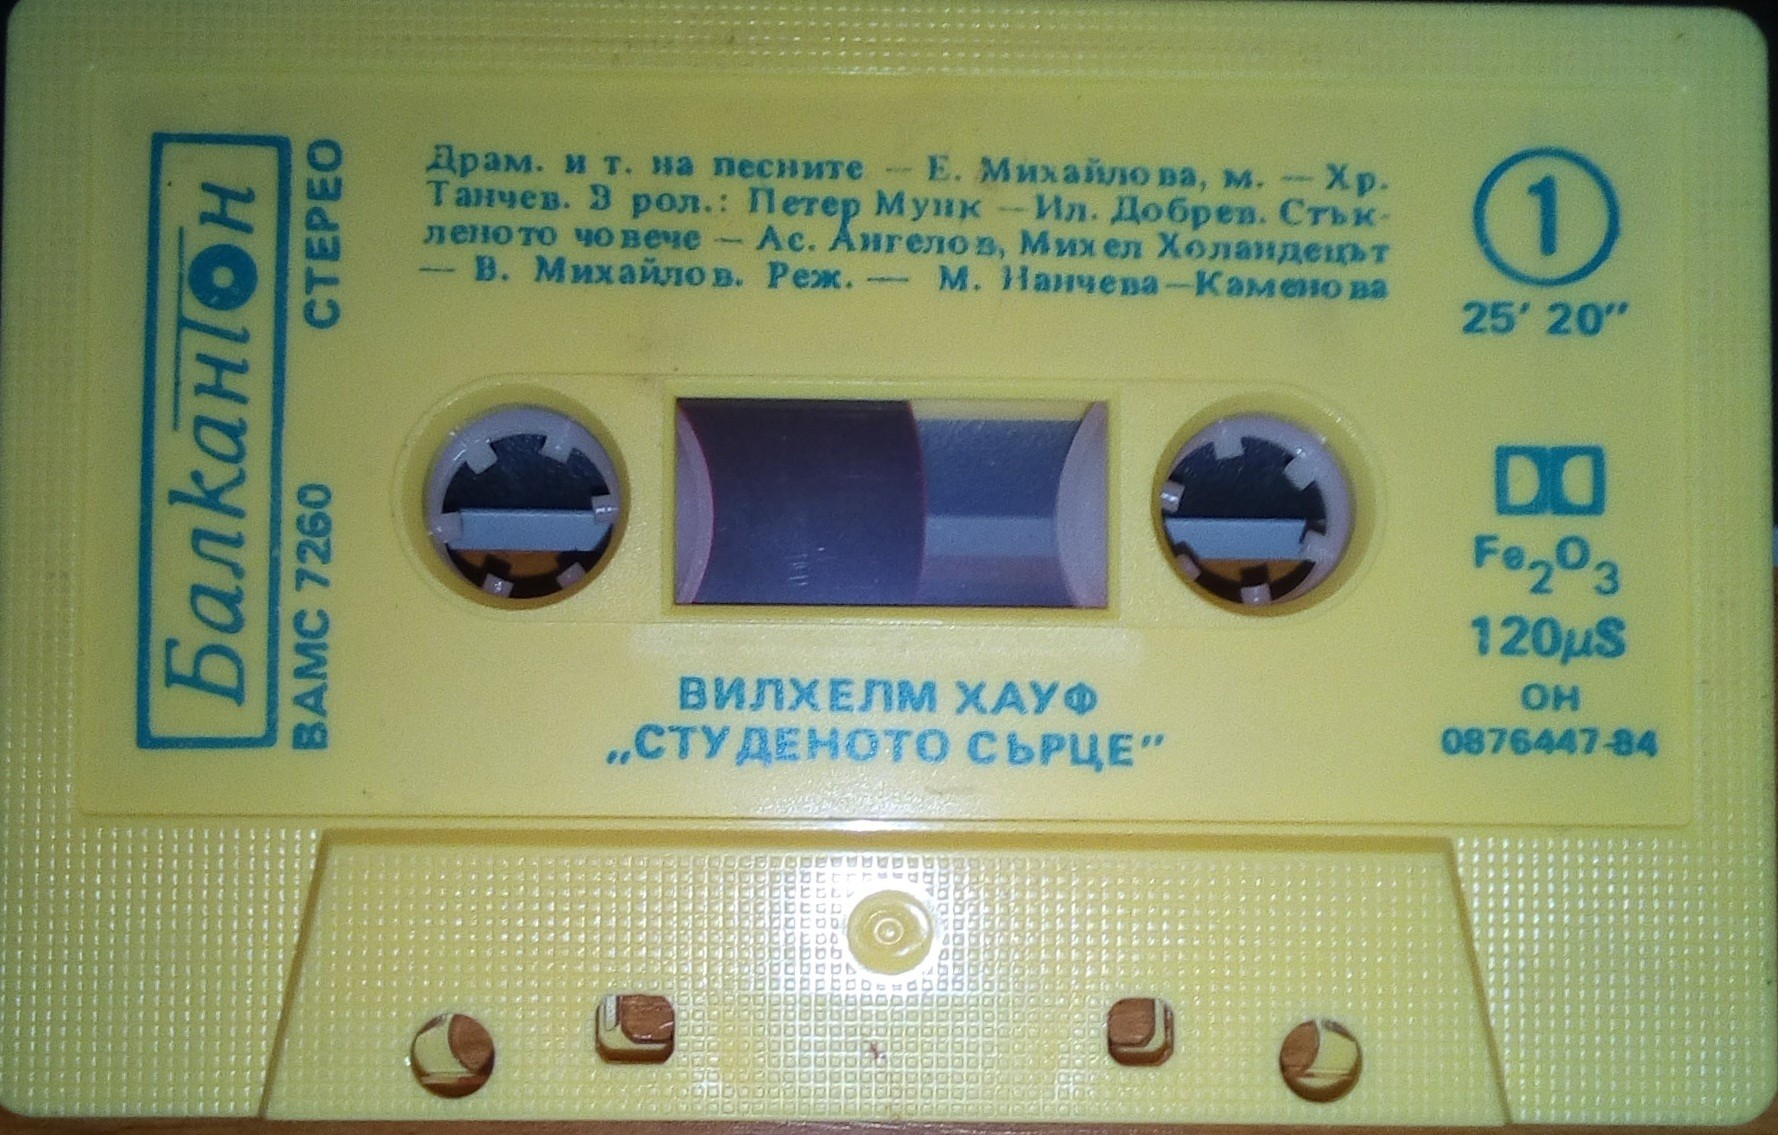 Балкантон
СТЕРЕО
ВАМС 7260
Драм. и т. на песните — Е. Михайлова, м. — Хр.
Танчев. В рол.: Петер Мунк — Ил. Добрев. Стък-
леното човече — Ас. Ангелов, Михел Холандецът
— В. Михайлов. Реж. — М. Нанчева—Каменова
1
25' 20"
Fe2O3
120µS
ОН
0876447-84
ВИЛХЕЛМ ХАУФ
„СТУДЕНОТО СЬРЦЕ"